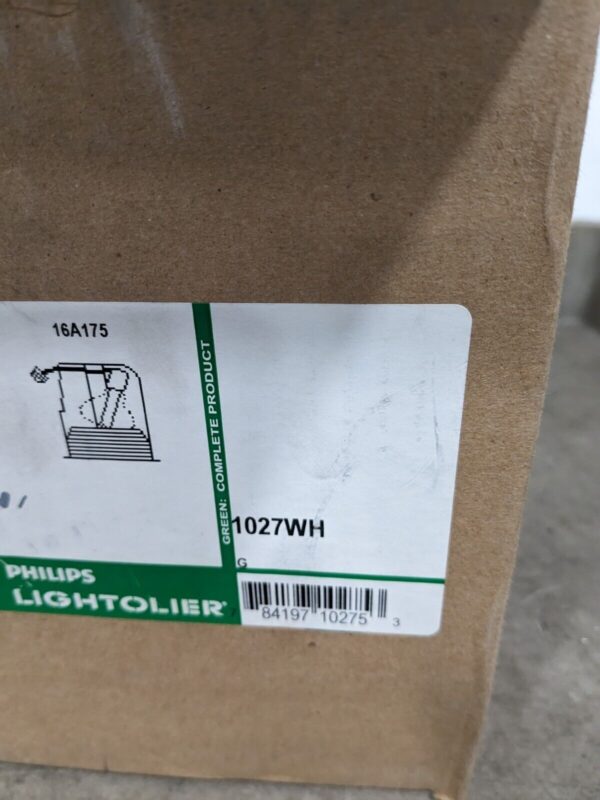 16A175
GREEN: COMPLETE PRODUCT
1027WH
G
PHILIPS
LIGHTOLIER®
84197 10275 3